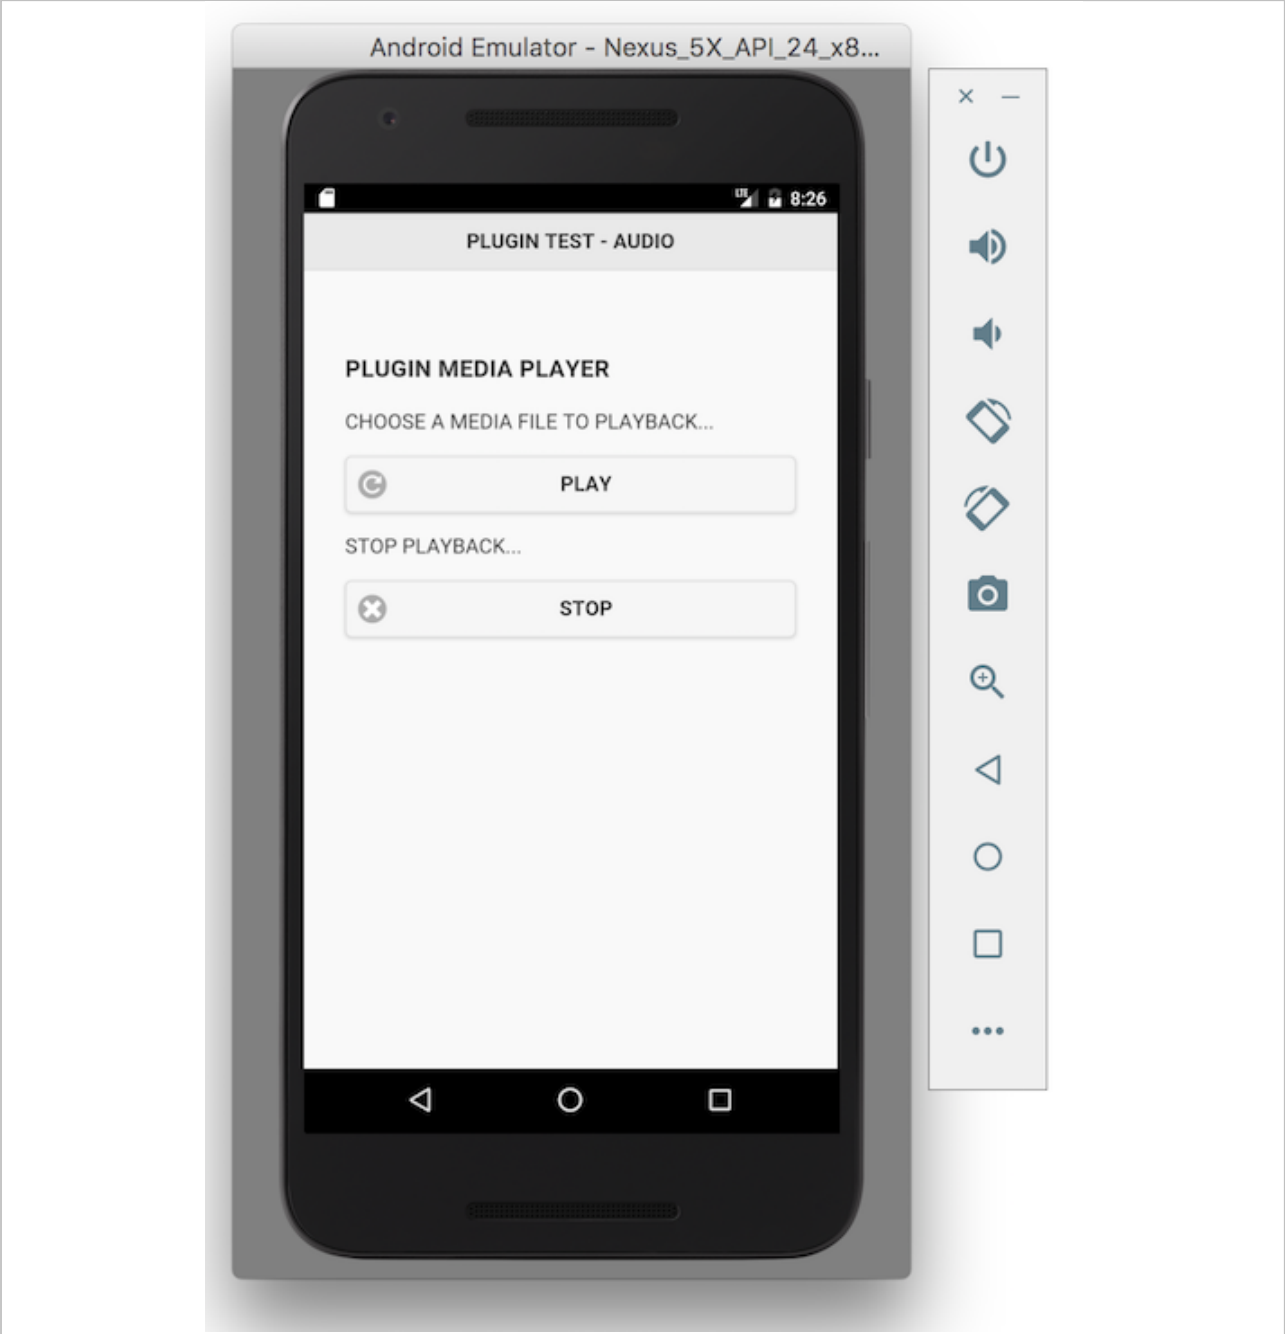 Android Emulator - Nexus_5X_API_24_x8...
LTE 8:26
PLUGIN TEST - AUDIO
PLUGIN MEDIA PLAYER
CHOOSE A MEDIA FILE TO PLAYBACK...
PLAY
STOP PLAYBACK...
STOP